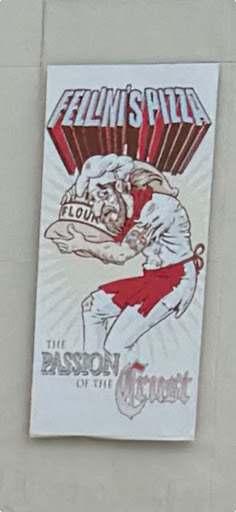 FELLINI'S PIZZA
FLOUR
THE
PASSION
OF THE Crust